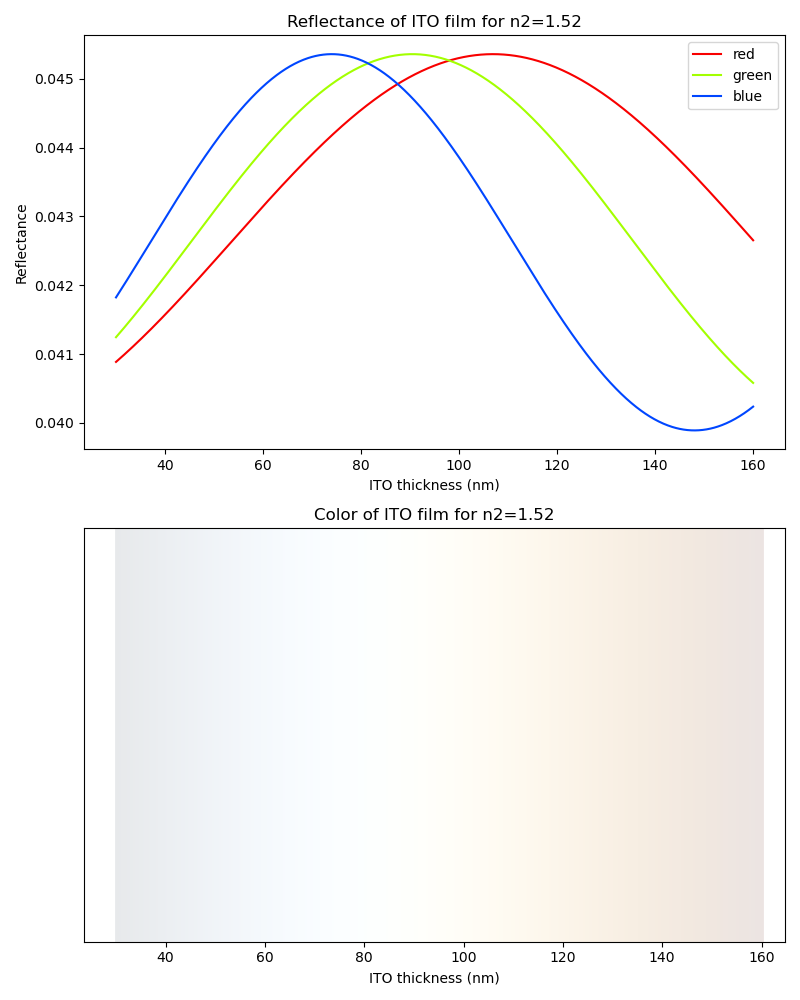 Reflectance of ITO film for n2=1.52
Reflectance
0.045
0.044
0.043
0.042
0.041
0.040
red
green
blue
40 60 80 100 120 140 160
ITO thickness (nm)
Color of ITO film for n2=1.52
40 60 80 100 120 140 160
ITO thickness (nm)